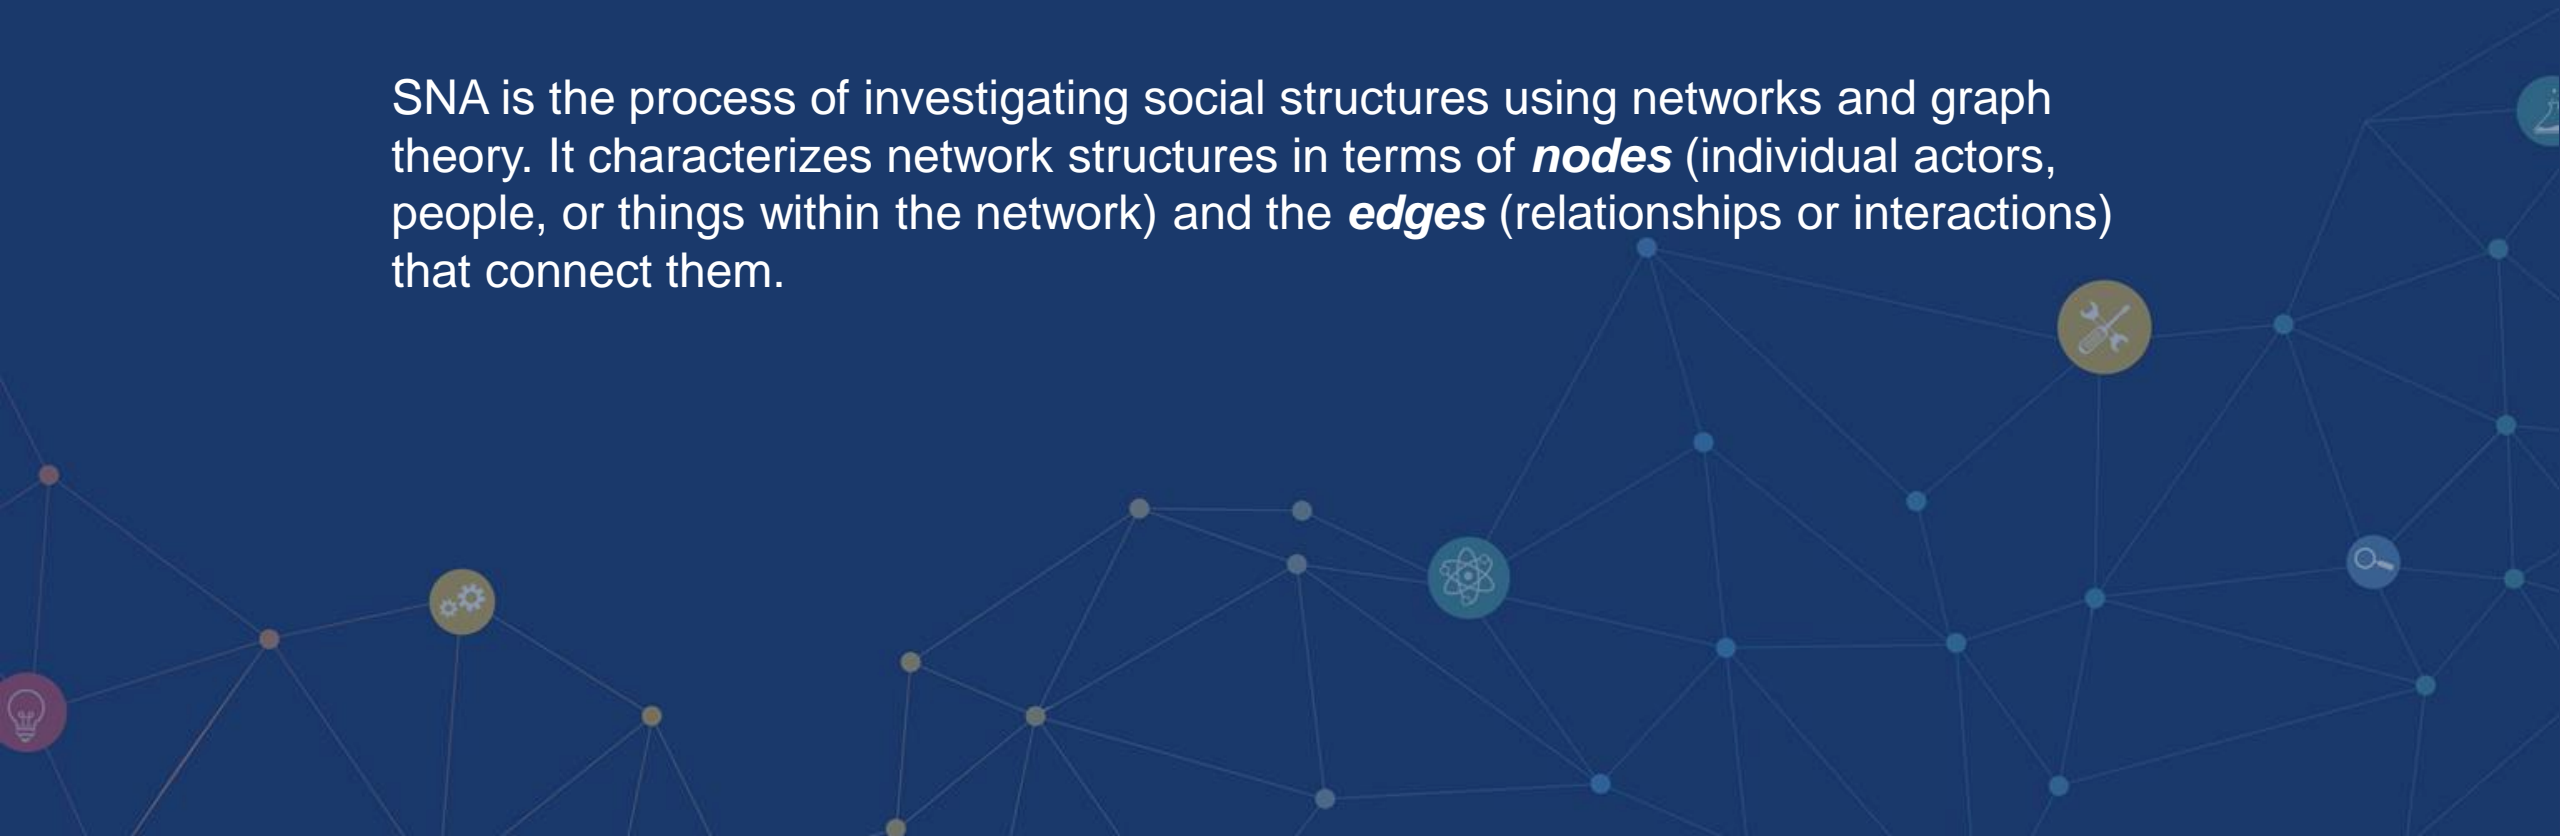 SNA is the process of investigating social structures using networks and graph
theory. It characterizes network structures in terms of nodes (individual actors,
people, or things within the network) and the edges (relationships or interactions)
that connect them.